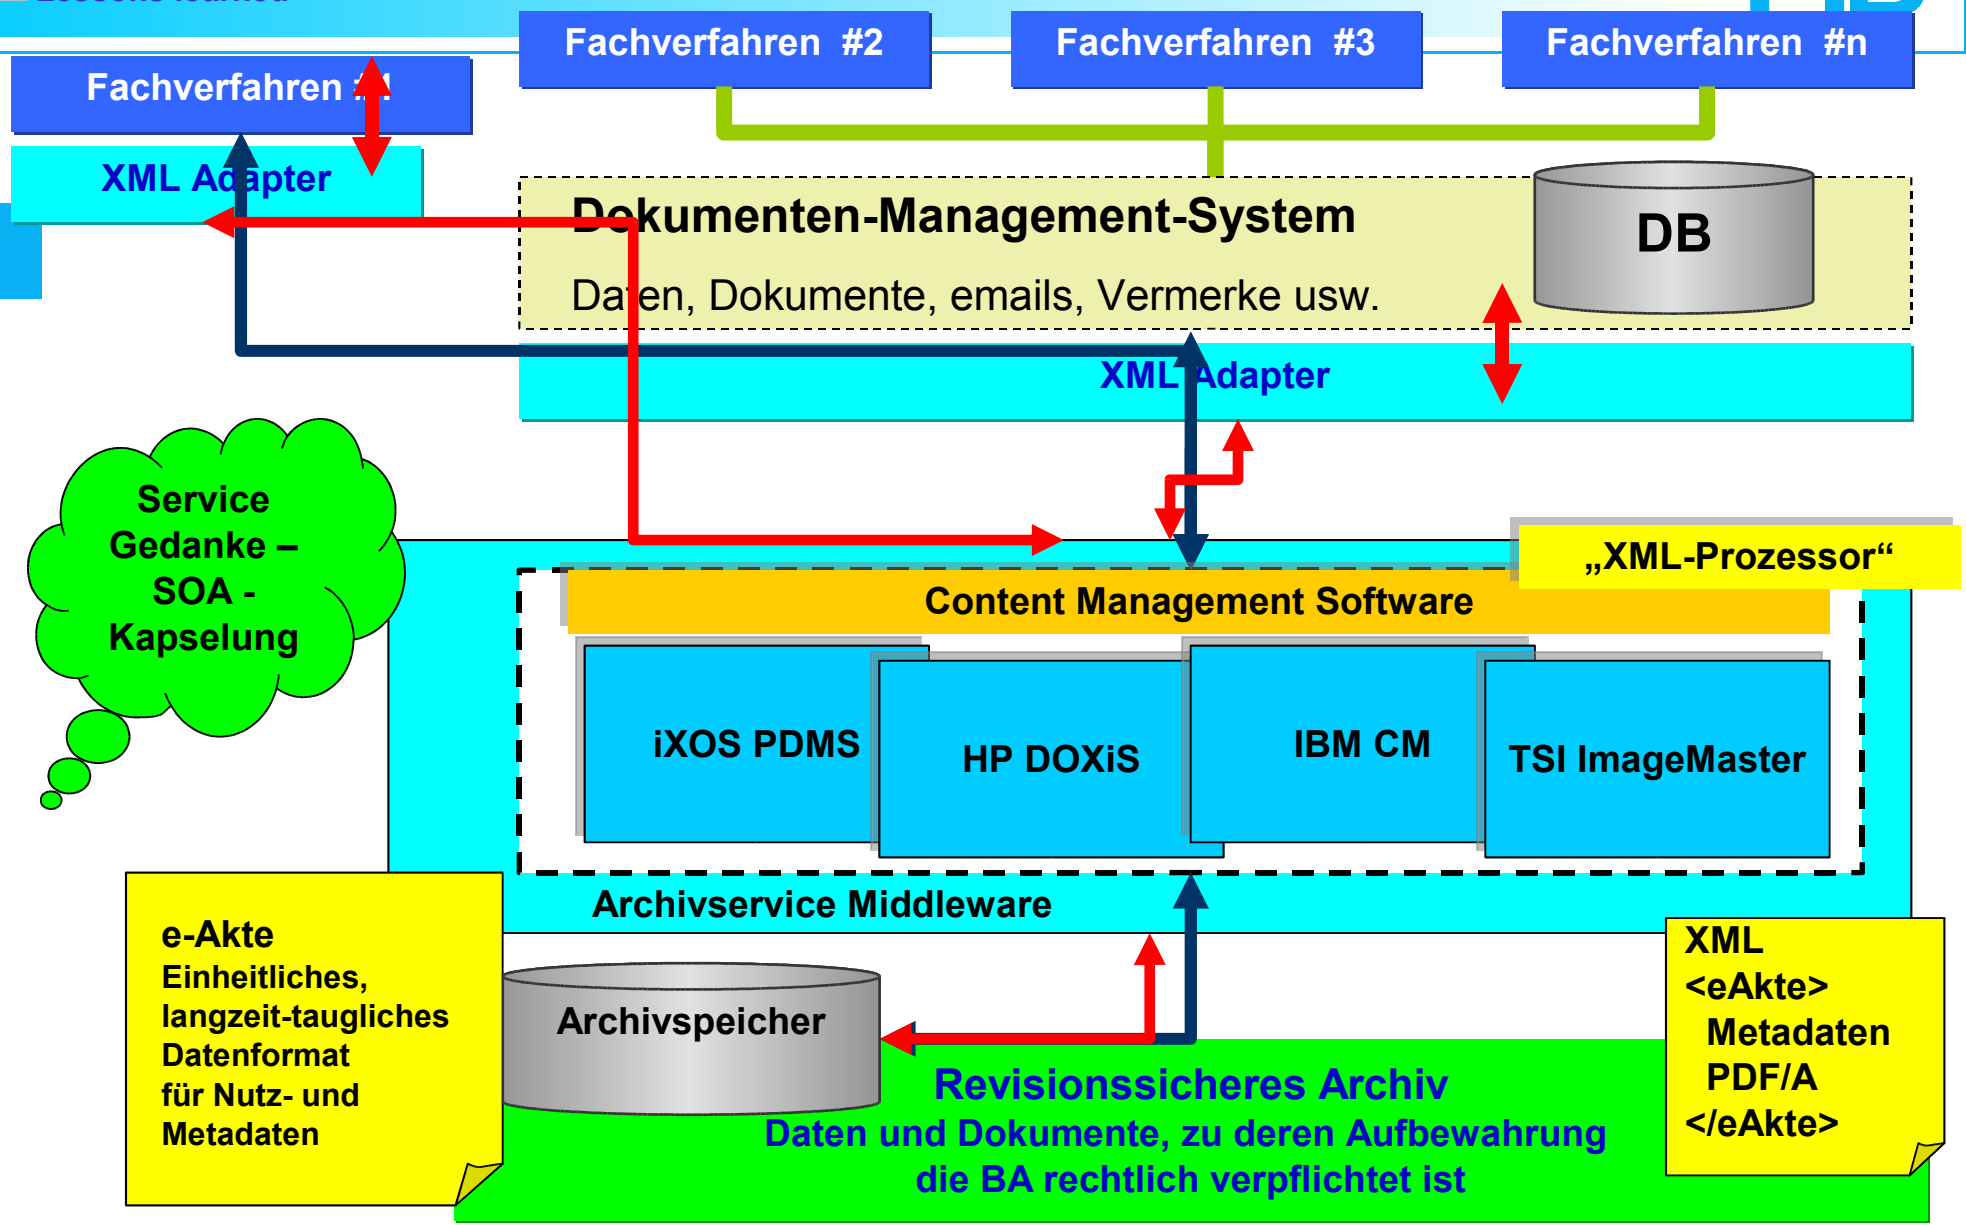 Lessons learned
Fachverfahren #2
Fachverfahren #3
Fachverfahren #n
Fachverfahren #1
XML Adapter
Dokumenten-Management-System
DB
Daten, Dokumente, emails, Vermerke usw.
XML Adapter
Service
Gedanke –
SOA -
Kapselung
„XML-Prozessor“
Content Management Software
iXOS PDMS
HP DOXiS
IBM CM
TSI ImageMaster
Archivservice Middleware
e-Akte
Einheitliches,
langzeit-taugliches
Datenformat
für Nutz- und
Metadaten
Archivspeicher
XML
<eAkte>
Metadaten
PDF/A
</eAkte>
Revisionssicheres Archiv
Daten und Dokumente, zu deren Aufbewahrung
die BA rechtlich verpflichtet ist